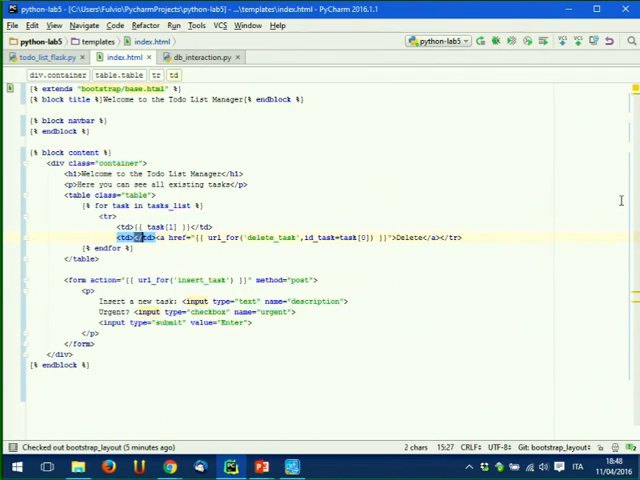 python-lab5 - [C:\Users\Fulvio\PycharmProjects\python-lab5] - ...\templates\index.html - PyCharm 2016.1.1
File Edit View Navigate Code Refactor Run Tools VCS Window Help
python-lab5 templates index.html python-lab5
todo_list_flask.py index.html db_interaction.py
div.container table.table tr td
{% extends "bootstrap/base.html" %}
{% block title %}Welcome to the Todo List Manager{% endblock %}
{% block navbar %}
{% endblock %}
{% block content %}
<div class="container">
<h1>Welcome to the Todo List Manager</h1>
<p>Here you can see all existing tasks</p>
<table class="table">
{% for task in tasks_list %}
<tr>
<td>{{ task[1] }}</td>
<td></td><a href="{{ url_for('delete_task',id_task=task[0]) }}">Delete</a></tr>
{% endfor %}
</table>
<form action="{{ url_for('insert_task') }}" method="post">
<p>
Insert a new task: <input type="text" name="description">
Urgent? <input type="checkbox" name="urgent">
<input type="submit" value="Enter">
</p>
</form>
</div>
{% endblock %}
Checked out bootstrap_layout (5 minutes ago) 2 chars 15:27 CRLF UTF-8 Git: bootstrap_layout
18:48
ITA
11/04/2016